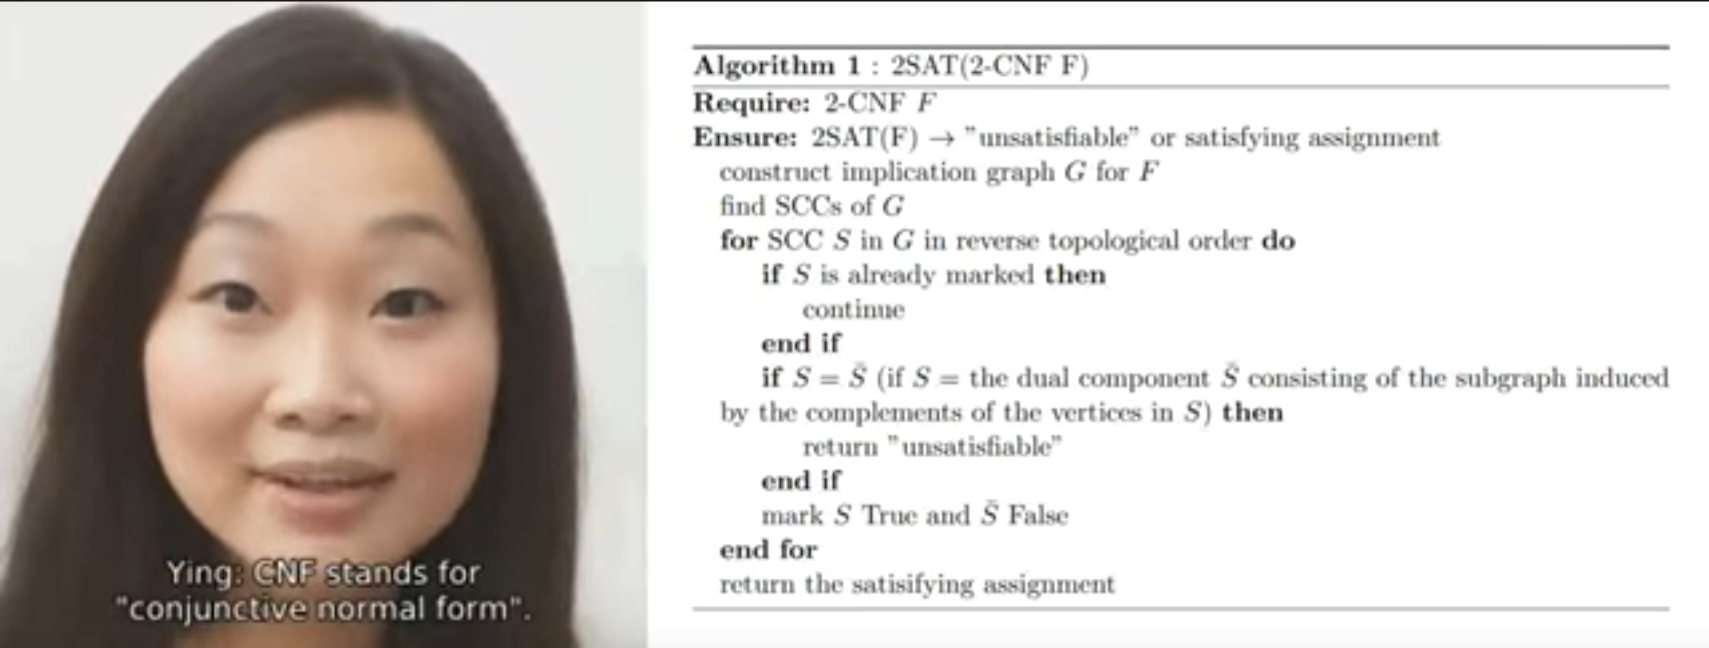 Ying: CNF stands for
"conjunctive normal form".
Algorithm 1 : 2SAT(2-CNF F)
Require: 2-CNF F
Ensure: 2SAT(F) → "unsatisfiable" or satisfying assignment
construct implication graph G for F
find SCCs of G
for SCC S in G in reverse topological order do
if S is already marked then
continue
end if
if S = S̄ (if S = the dual component S̄ consisting of the subgraph induced
by the complements of the vertices in S) then
return "unsatisfiable"
end if
mark S True and S̄ False
end for
return the satisifying assignment